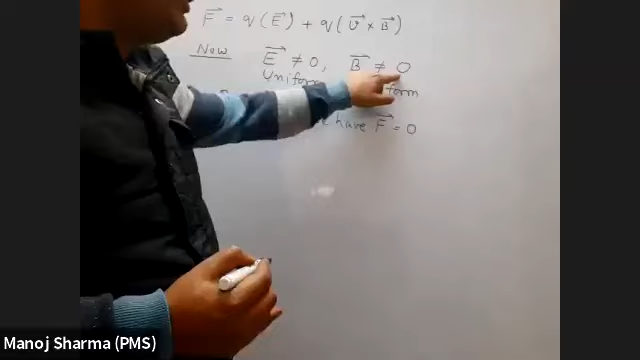 F⃗ = q (E⃗) + q (v⃗ × B⃗)
Now E⃗ ≠ 0, B⃗ ≠ 0
Uniform
have F⃗ = 0
Manoj Sharma (PMS)